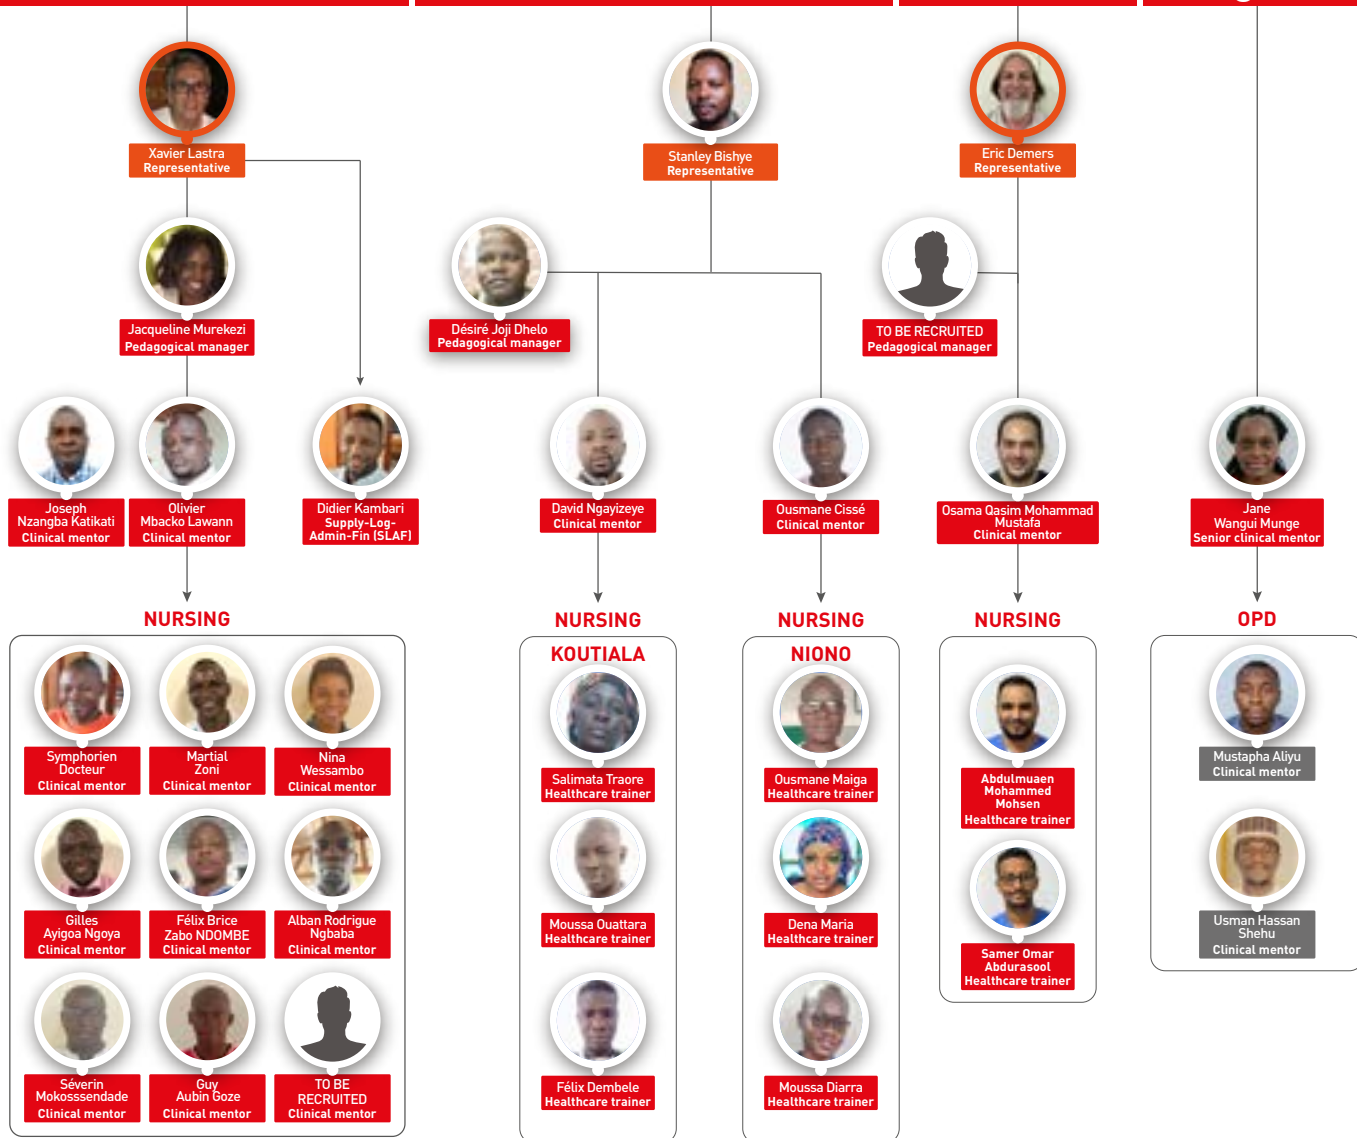 Xavier Lastra
Representative
Stanley Bishye
Representative
Eric Demers
Representative
Jacqueline Murekezi
Pedagogical manager
Désiré Joji Dhelo
Pedagogical manager
TO BE RECRUITED
Pedagogical manager
Joseph
Nzangba Katikati
Clinical mentor
Olivier
Mbacko Lawann
Clinical mentor
Didier Kambari
Supply-Log-
Admin-Fin (SLAF)
David Ngayizeye
Clinical mentor
Ousmane Cissé
Clinical mentor
Osama Qasim Mohammad
Mustafa
Clinical mentor
Jane
Wangui Munge
Senior clinical mentor
NURSING
Symphorien
Docteur
Clinical mentor
Martial
Zoni
Clinical mentor
Nina
Wessambo
Clinical mentor
Gilles
Ayigoa Ngoya
Clinical mentor
Félix Brice
Zabo NDOMBE
Clinical mentor
Alban Rodrigue
Ngbaba
Clinical mentor
Séverin
Mokosssendade
Clinical mentor
Guy
Aubin Goze
Clinical mentor
TO BE
RECRUITED
Clinical mentor
NURSING
KOUTIALA
Salimata Traore
Healthcare trainer
Moussa Ouattara
Healthcare trainer
Félix Dembele
Healthcare trainer
NURSING
NIONO
Ousmane Maiga
Healthcare trainer
Dena Maria
Healthcare trainer
Moussa Diarra
Healthcare trainer
NURSING
Abdulmuaen
Mohammed
Mohsen
Healthcare trainer
Samer Omar
Abdurasool
Healthcare trainer
OPD
Mustapha Aliyu
Clinical mentor
Usman Hassan
Shehu
Clinical mentor